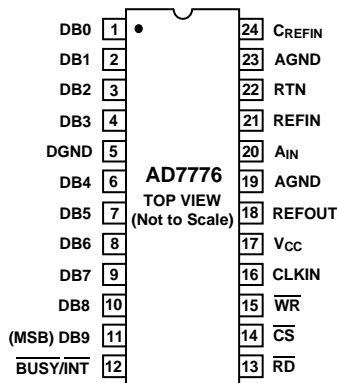 DB0 1 24 CREFIN
DB1 2 23 AGND
DB2 3 22 RTN
DB3 4 21 REFIN
DGND 5 20 AIN
DB4 6 AD7776 19 AGND
TOP VIEW
DB5 7 (Not to Scale) 18 REFOUT
DB6 8 17 VCC
DB7 9 16 CLKIN
DB8 10 15 WR
(MSB) DB9 11 14 CS
BUSY/INT 12 13 RD